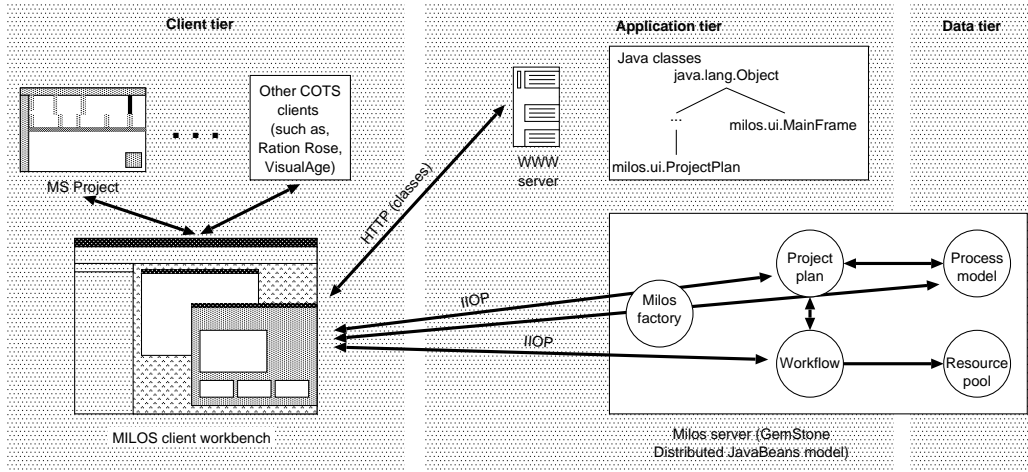 Client tier
Application tier
Data tier
MS Project
. . .
Other COTS
clients
(such as,
Ration Rose,
VisualAge)
HTTP (classes)
WWW
server
Java classes
java.lang.Object
...
milos.ui.MainFrame
milos.ui.ProjectPlan
IIOP
IIOP
Milos
factory
Project
plan
Process
model
Workflow
Resource
pool
MILOS client workbench
Milos server (GemStone
Distributed JavaBeans model)